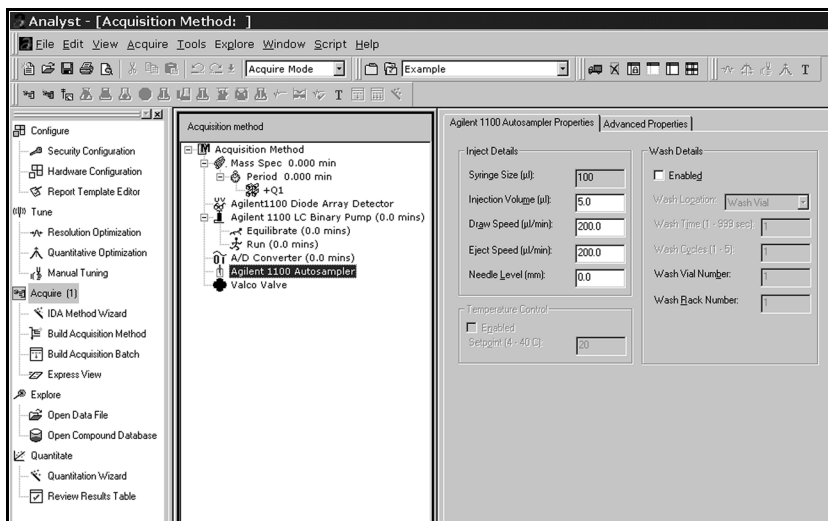 Analyst - [Acquisition Method: ]
File Edit View Acquire Tools Explore Window Script Help
Acquire Mode
Example
T
T
Configure
Security Configuration
Hardware Configuration
Report Template Editor
Tune
Resolution Optimization
Quantitative Optimization
Manual Tuning
Acquire (1)
IDA Method Wizard
Build Acquisition Method
Build Acquisition Batch
Express View
Explore
Open Data File
Open Compound Database
Quantitate
Quantitation Wizard
Review Results Table
Acquisition method
Acquisition Method
Mass Spec 0.000 min
Period 0.000 min
+Q1
Agilent1100 Diode Array Detector
Agilent 1100 LC Binary Pump (0.0 mins)
Equilibrate (0.0 mins)
Run (0.0 mins)
A/D Converter (0.0 mins)
Agilent 1100 Autosampler
Valco Valve
Agilent 1100 Autosampler Properties
Advanced Properties
Inject Details
Syringe Size (µl): 100
Injection Volume (µl): 5.0
Draw Speed (µl/min): 200.0
Eject Speed (µl/min): 200.0
Needle Level (mm): 0.0
Temperature Control
Enabled
Setpoint (4 - 40 C): 20
Wash Details
Enabled
Wash Location: Wash Vial
Wash Time (1 - 999 sec): 1
Wash Cycles (1 - 5): 1
Wash Vial Number: 1
Wash Rack Number: 1